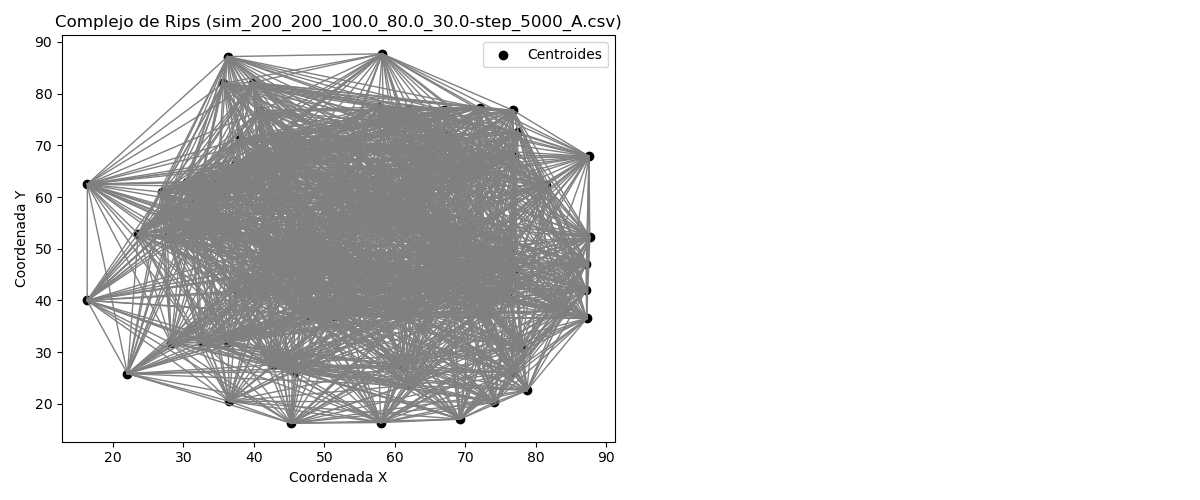 Complejo de Rips (sim_200_200_100.0_80.0_30.0-step_5000_A.csv)
Centroides
Coordenada Y
90
80
70
60
50
40
30
20
20 30 40 50 60 70 80 90
Coordenada X